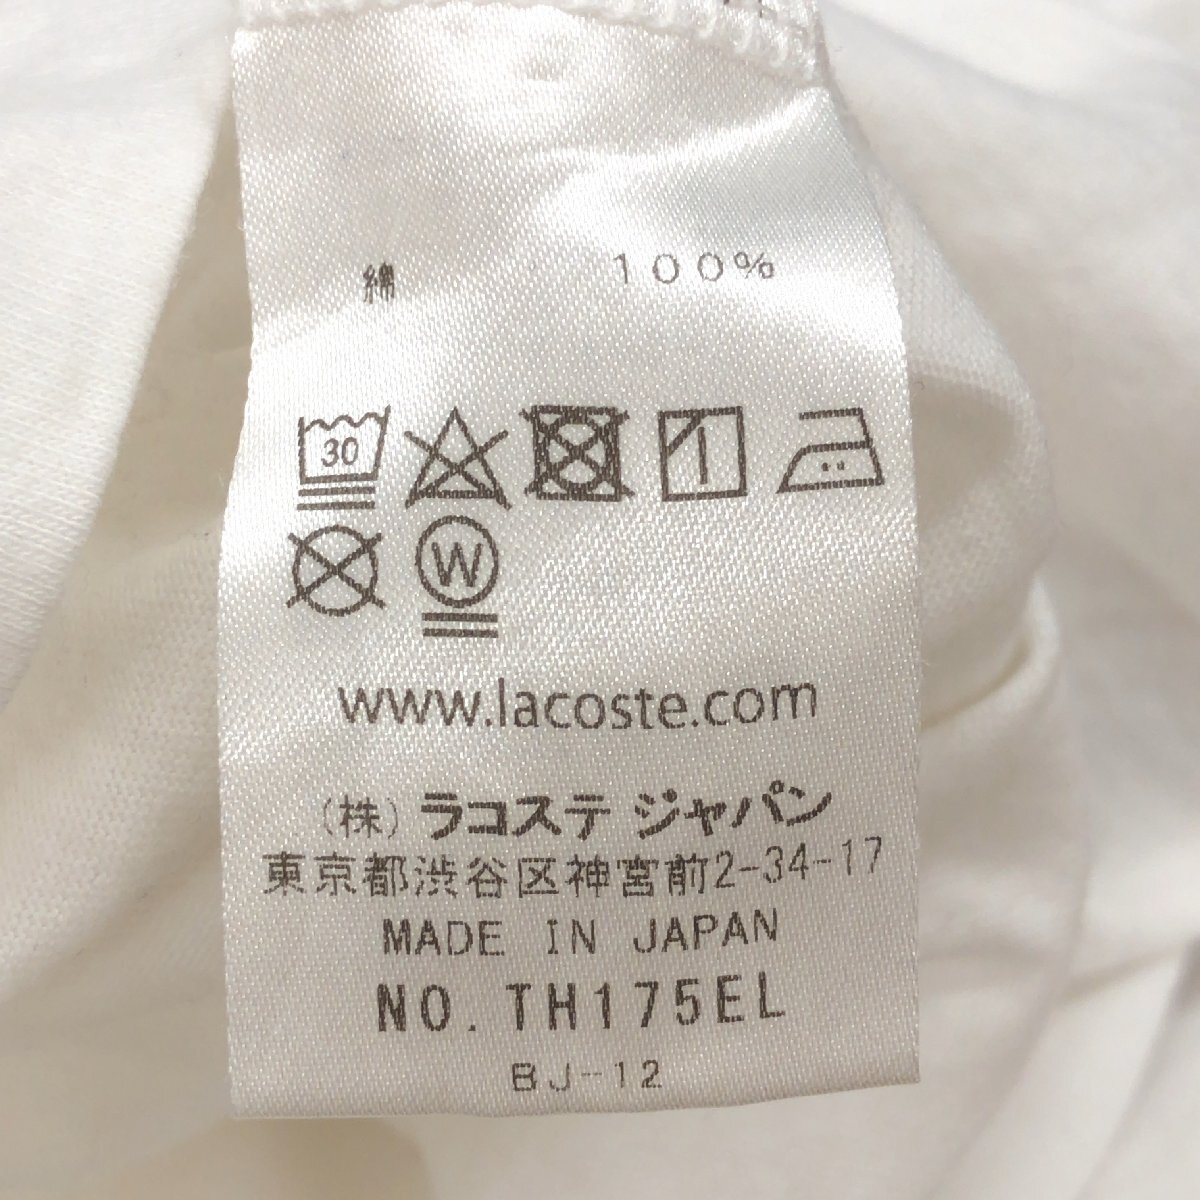 綿 100%
30
W
www.lacoste.com
(株) ラコステ ジャパン
東京都渋谷区神宮前2-34-17
MADE IN JAPAN
NO. TH175EL
BJ-12